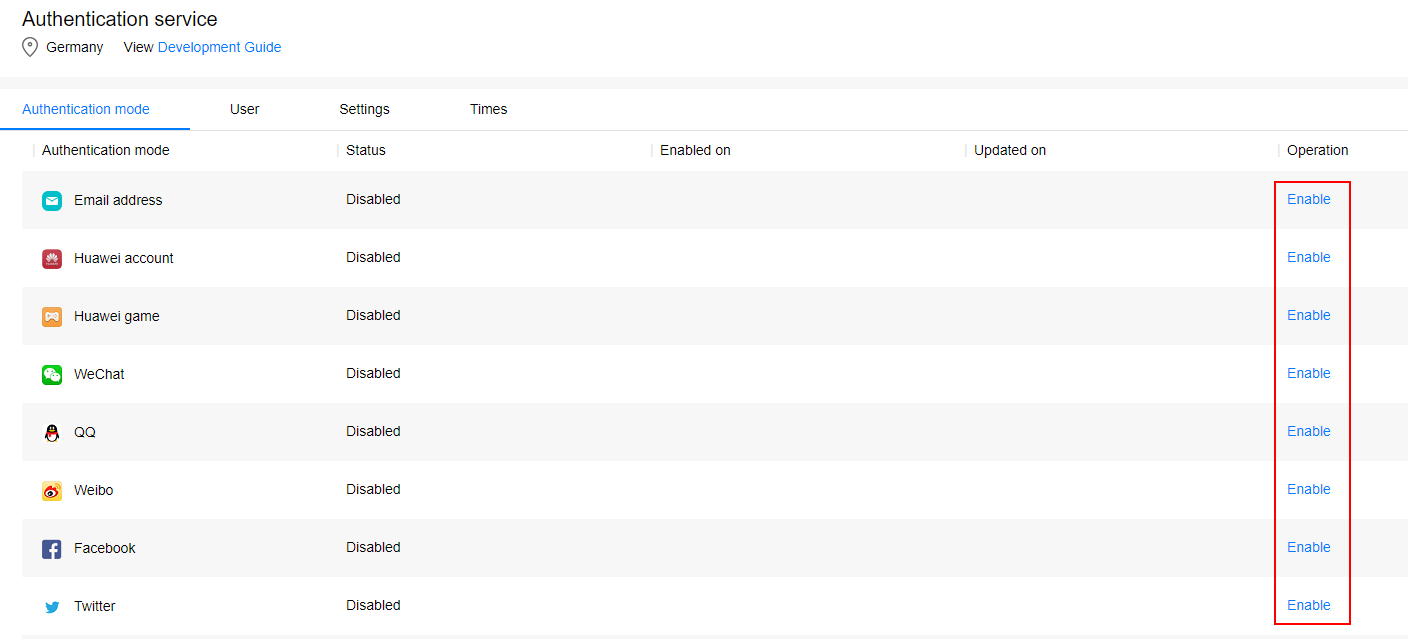 Authentication service
Germany View Development Guide
Authentication mode User Settings Times
Authentication mode Status Enabled on Updated on Operation
Email address Disabled Enable
Huawei account Disabled Enable
Huawei game Disabled Enable
WeChat Disabled Enable
QQ Disabled Enable
Weibo Disabled Enable
Facebook Disabled Enable
Twitter Disabled Enable